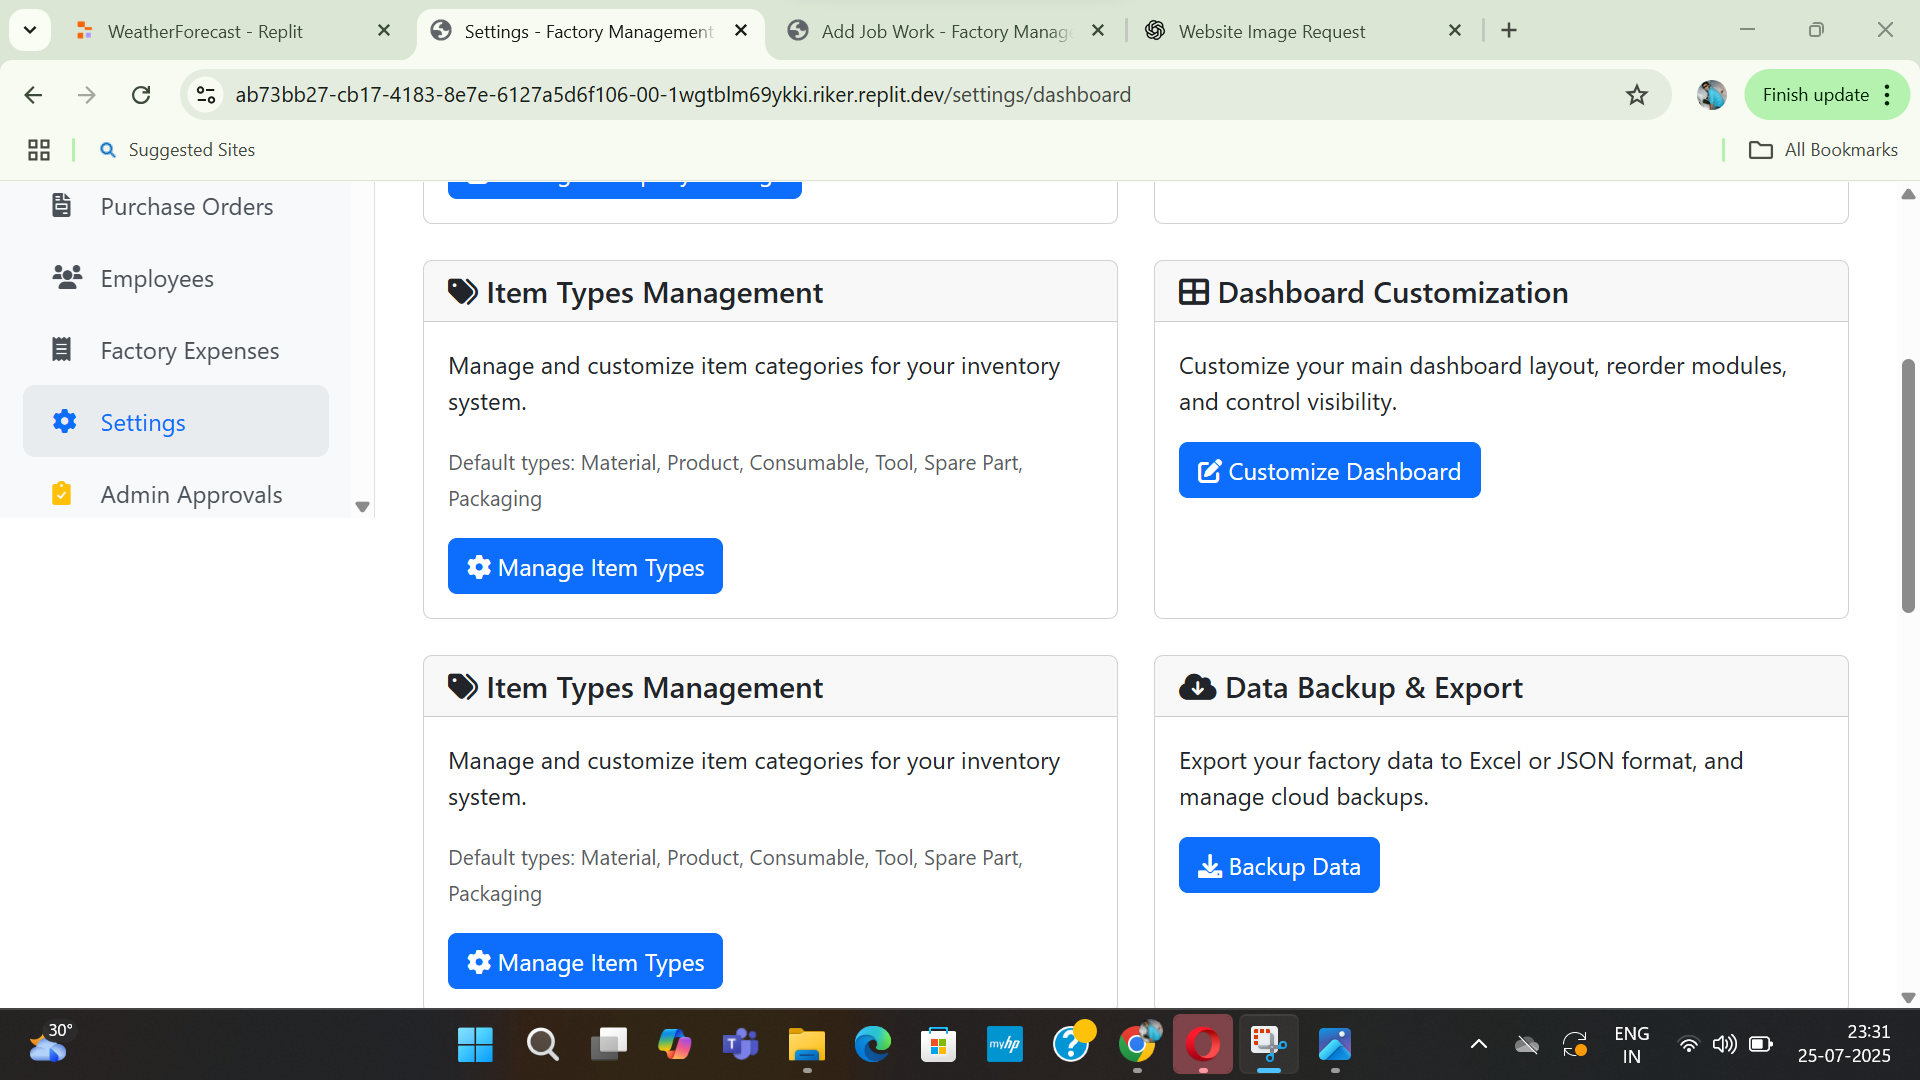 WeatherForecast - Replit
Settings - Factory Management
Add Job Work - Factory Manag
Website Image Request
ab73bb27-cb17-4183-8e7e-6127a5d6f106-00-1wgtblm69ykki.riker.replit.dev/settings/dashboard
Finish update
Suggested Sites
All Bookmarks
Purchase Orders
Employees
Factory Expenses
Settings
Admin Approvals
Item Types Management
Manage and customize item categories for your inventory
system.
Default types: Material, Product, Consumable, Tool, Spare Part,
Packaging
Manage Item Types
Dashboard Customization
Customize your main dashboard layout, reorder modules,
and control visibility.
Customize Dashboard
Item Types Management
Manage and customize item categories for your inventory
system.
Default types: Material, Product, Consumable, Tool, Spare Part,
Packaging
Manage Item Types
Data Backup & Export
Export your factory data to Excel or JSON format, and
manage cloud backups.
Backup Data
30°
myhp
ENG
IN
23:31
25-07-2025